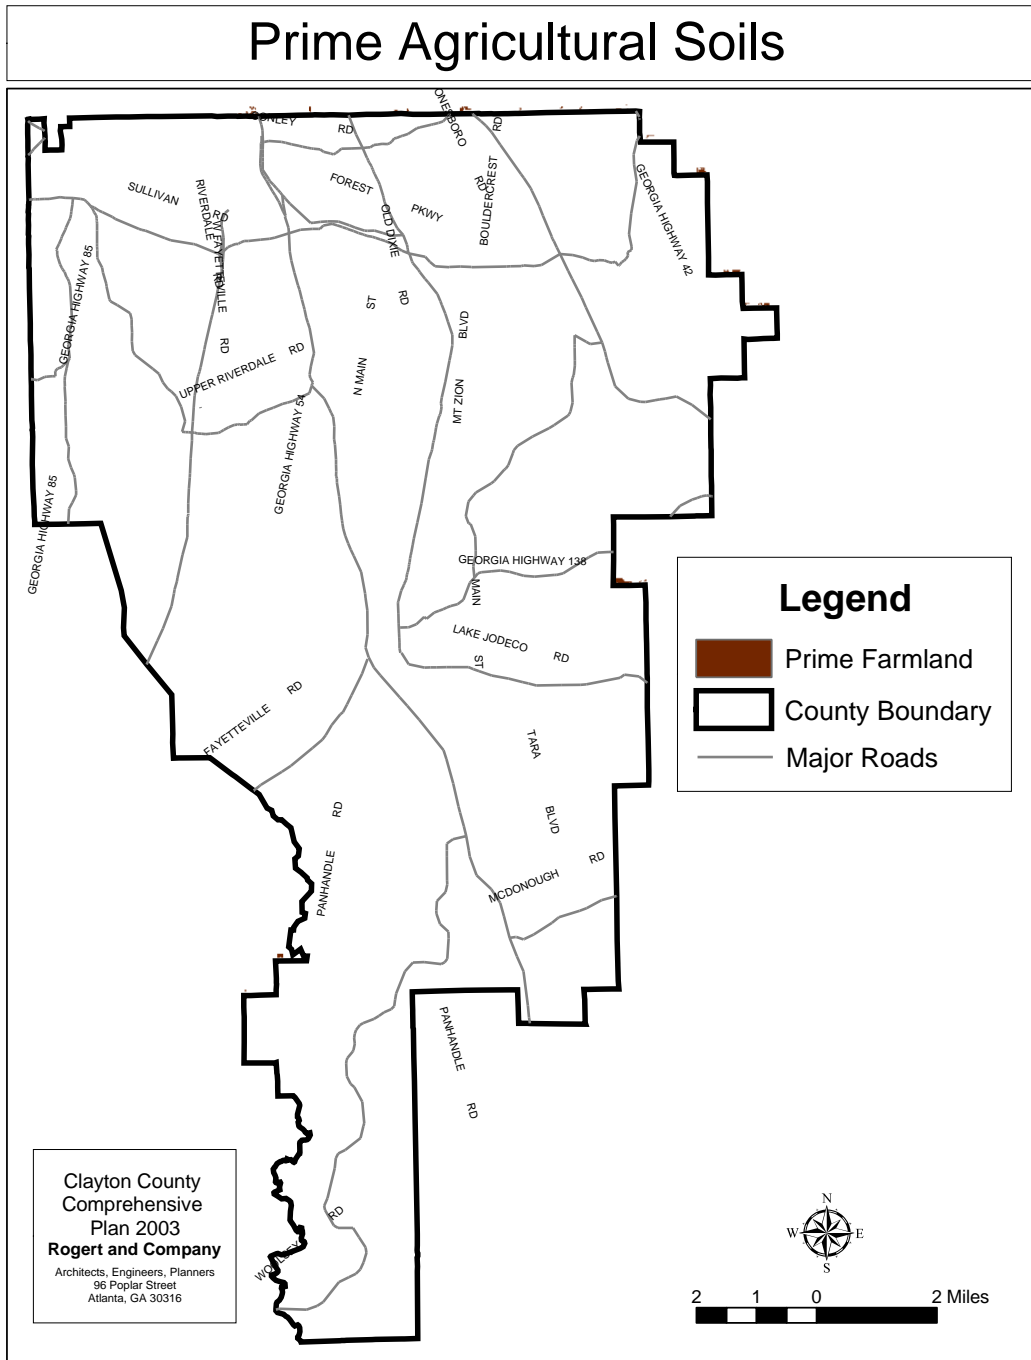 Prime Agricultural Soils
CONLEY
RD
JONESBORO
RD
RD
BOULDERCREST
SULLIVAN
RD
RIVERDALE
RD
W FAYETTEVILLE
RD
FOREST
PKWY
OLD DIXIE
RD
GEORGIA HIGHWAY 42
GEORGIA HIGHWAY 85
ST
N MAIN
BLVD
MT ZION
UPPER RIVERDALE
RD
GEORGIA HIGHWAY 54
GEORGIA HIGHWAY 85
GEORGIA HIGHWAY 138
MAIN
ST
LAKE JODECO
RD
FAYETTEVILLE
RD
TARA
BLVD
PANHANDLE
RD
MCDONOUGH
RD
PANHANDLE
RD
WOOLSEY
RD
Legend
Prime Farmland
County Boundary
Major Roads
Clayton County
Comprehensive
Plan 2003
Rogert and Company
Architects, Engineers, Planners
96 Poplar Street
Atlanta, GA 30316
N
W
E
S
2 1 0 2 Miles